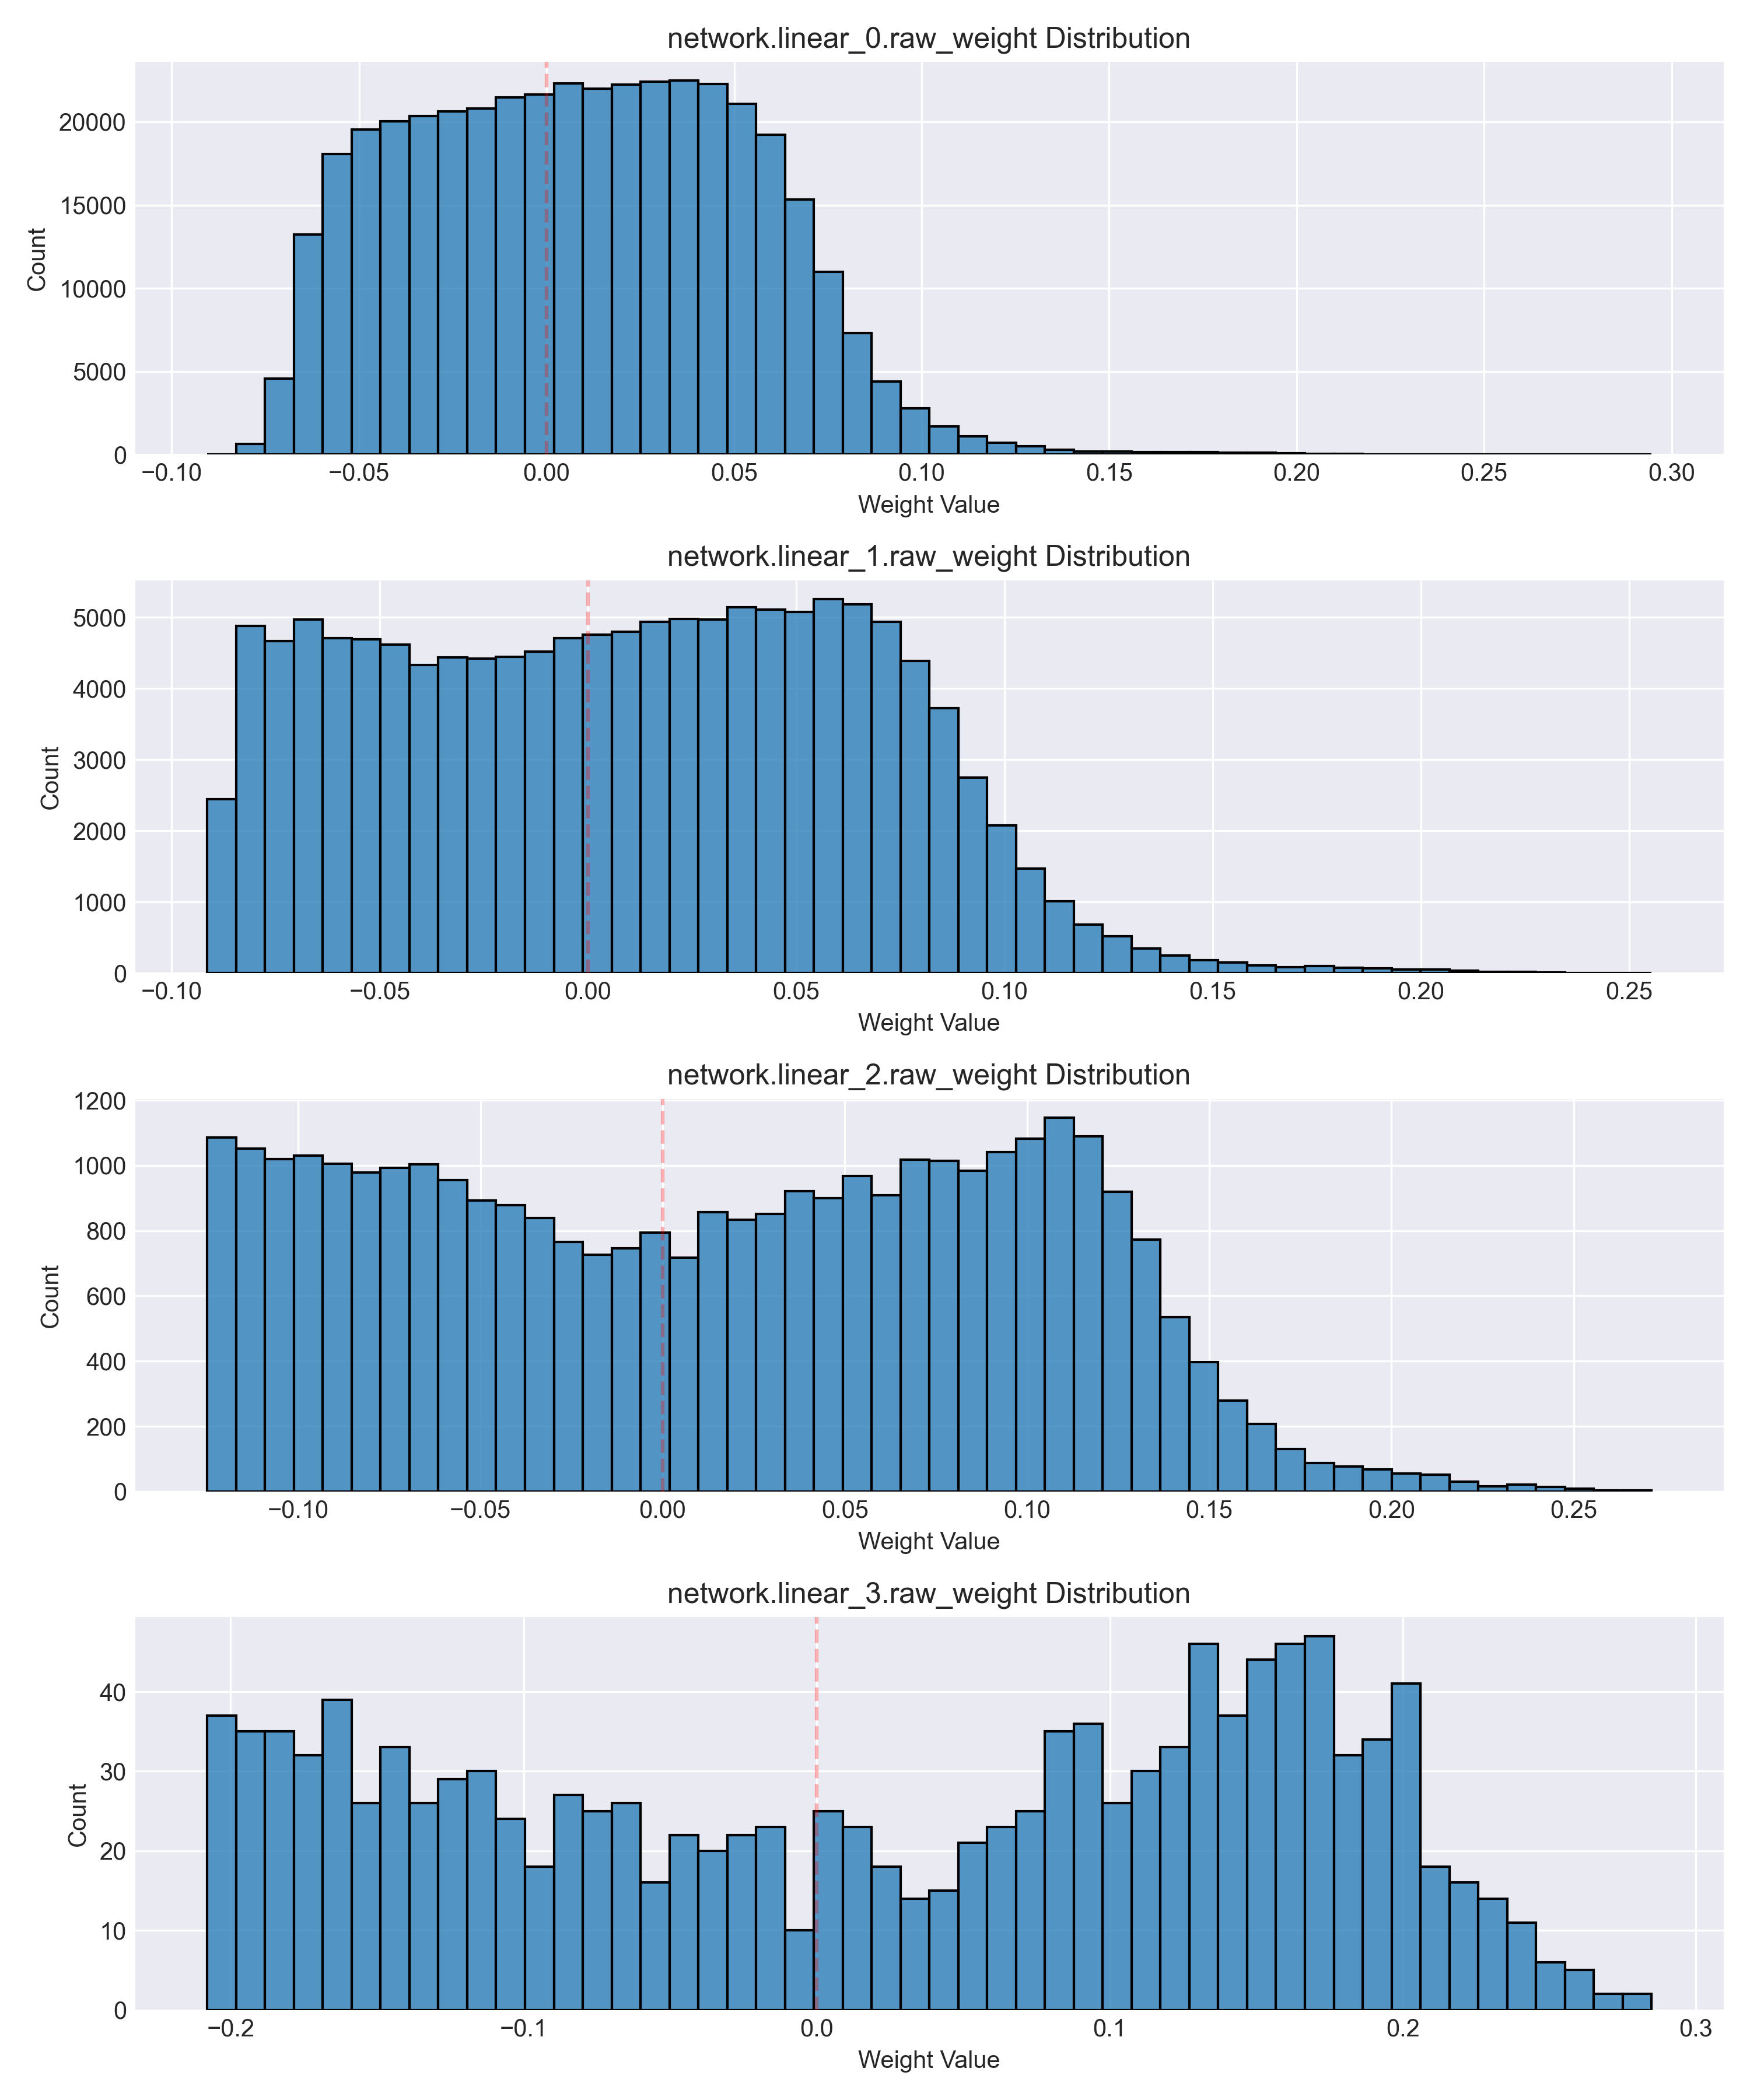 network.linear_0.raw_weight Distribution
20000
15000
10000
5000
0
Count
−0.10 −0.05 0.00 0.05 0.10 0.15 0.20 0.25 0.30
Weight Value
network.linear_1.raw_weight Distribution
5000
4000
3000
2000
1000
0
Count
−0.10 −0.05 0.00 0.05 0.10 0.15 0.20 0.25
Weight Value
network.linear_2.raw_weight Distribution
1200
1000
800
600
400
200
0
Count
−0.10 −0.05 0.00 0.05 0.10 0.15 0.20 0.25
Weight Value
network.linear_3.raw_weight Distribution
40
30
20
10
0
Count
−0.2 −0.1 0.0 0.1 0.2 0.3
Weight Value